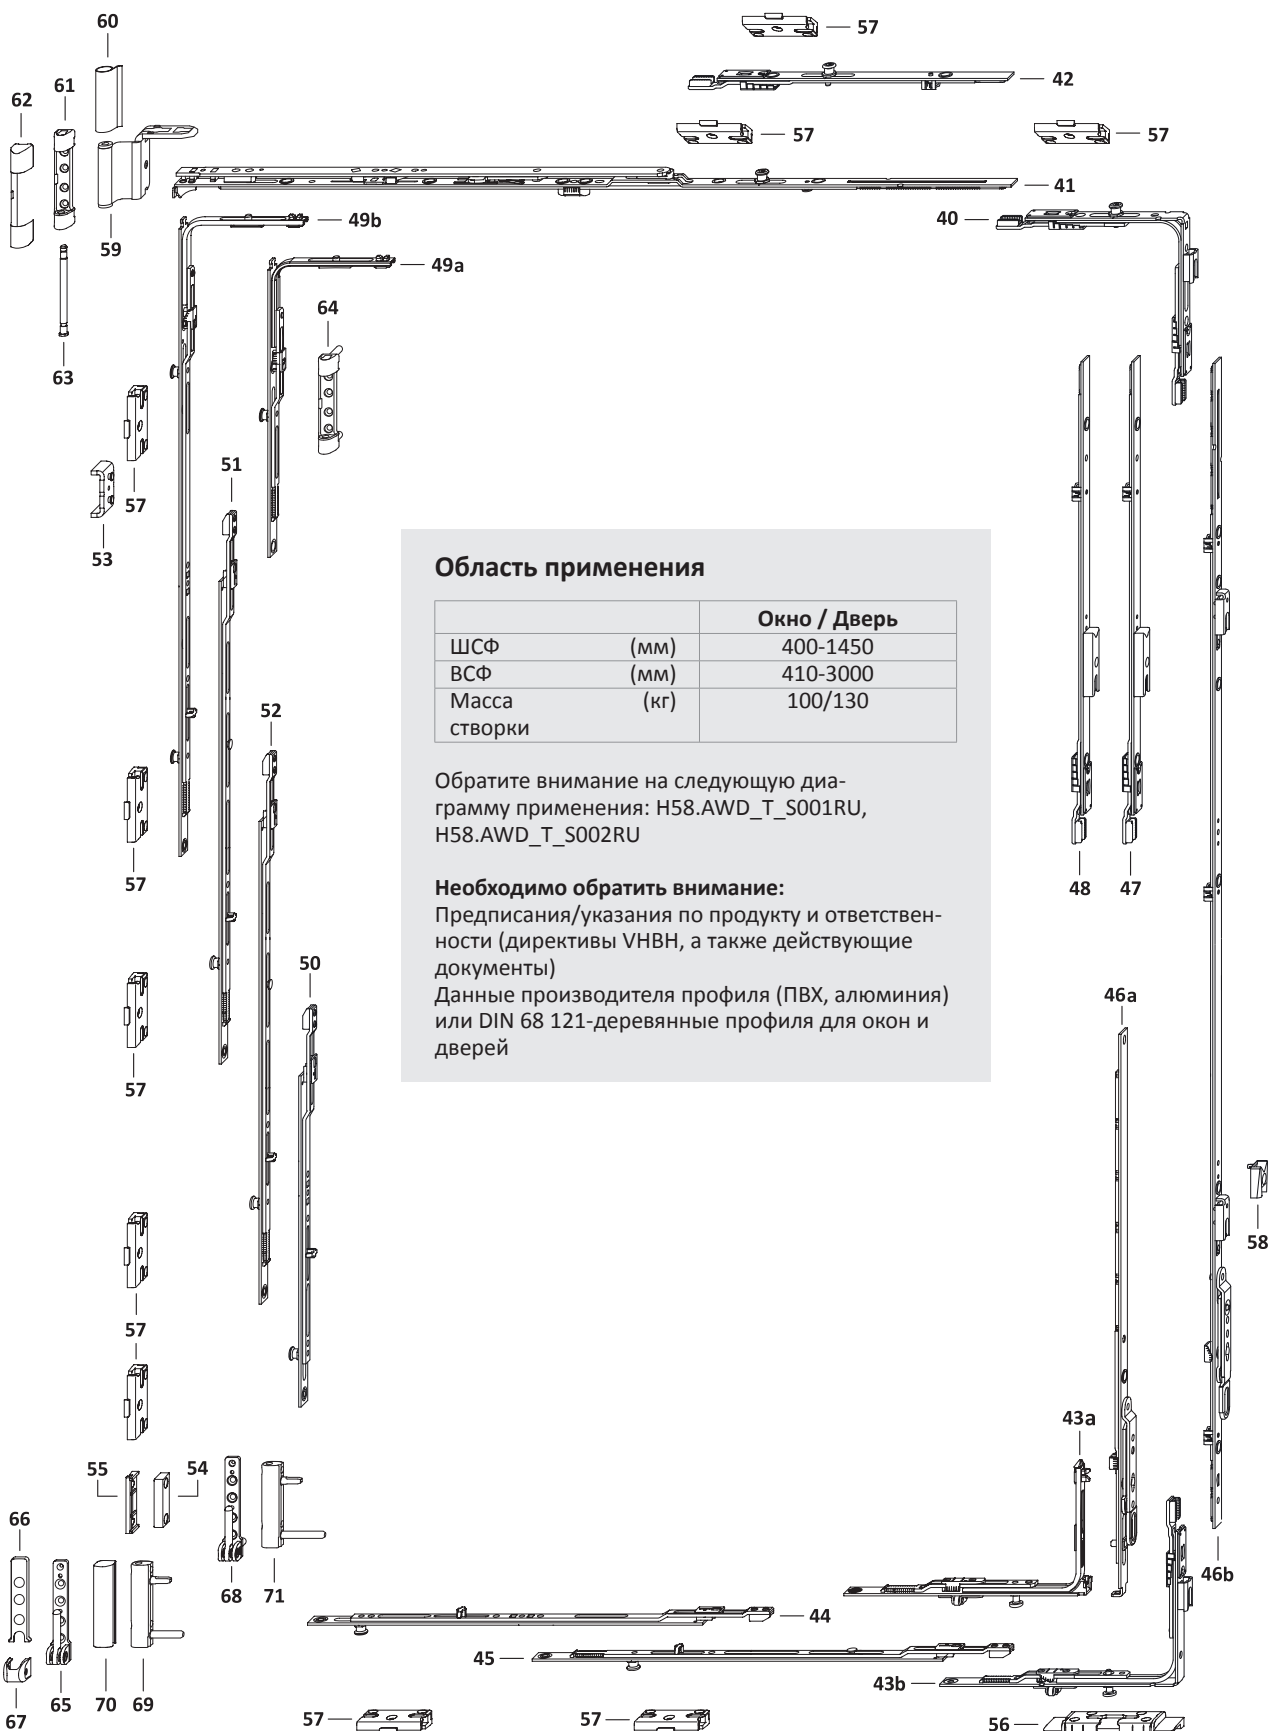 60
57
61
42
62
57
57
41
49b
40
59
49a
64
63
51
57
53
Область применения
Окно / Дверь
ШСФ (мм) 400-1450
ВСФ (мм) 410-3000
Масса (кг) 100/130
створки
52
Обратите внимание на следующую диа-
грамму применения: H58.AWD_T_S001RU,
H58.AWD_T_S002RU
57
48
47
Необходимо обратить внимание:
Предписания/указания по продукту и ответствен-
ности (директивы VHBH, а также действующие
документы)
Данные производителя профиля (ПВХ, алюминия)
или DIN 68 121-деревянные профиля для окон и
дверей
50
46a
57
58
57
43a
55
54
66
68
71
46b
44
45
43b
67
65
70
69
57
57
56